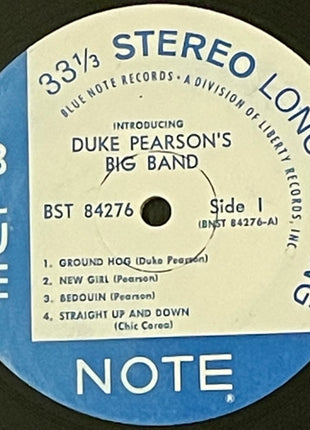 33 1/3 STEREO LONG
BLUE NOTE RECORDS • A DIVISION OF LIBERTY RECORDS, INC.
INTRODUCING
DUKE PEARSON'S
BIG BAND
BST 84276
Side 1
(BNST 84276-A)
1. GROUND HOG (Duke Pearson)
2. NEW GIRL (Pearson)
3. BEDOUIN (Pearson)
4. STRAIGHT UP AND DOWN
(Chic Corea)
NOTE
®